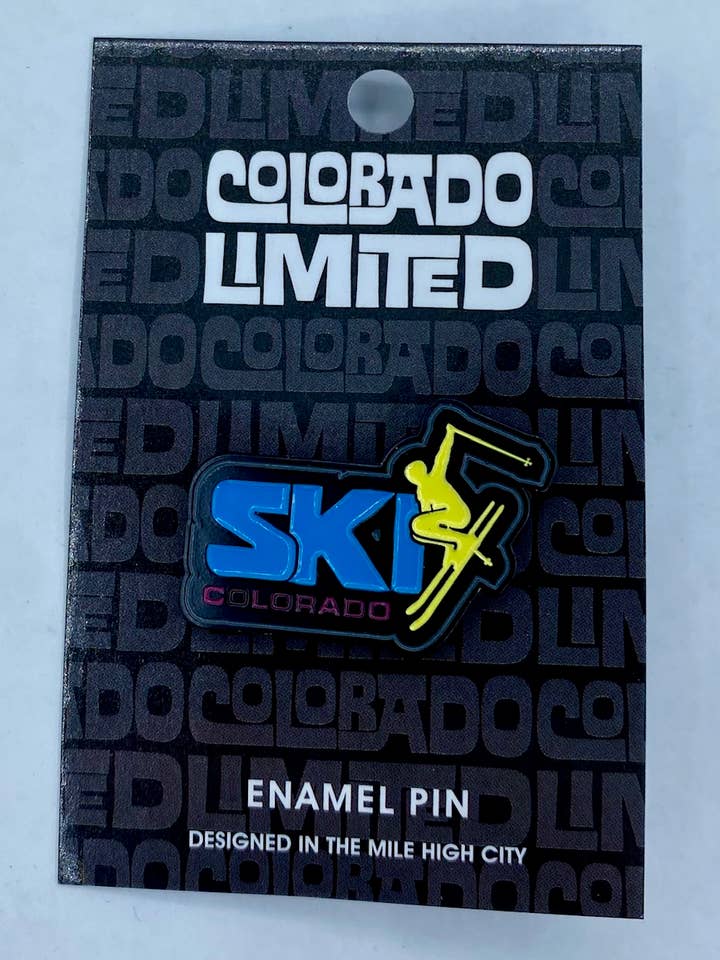 COLORADO
LIMITED
SKI
COLORADO
ENAMEL PIN
DESIGNED IN THE MILE HIGH CITY